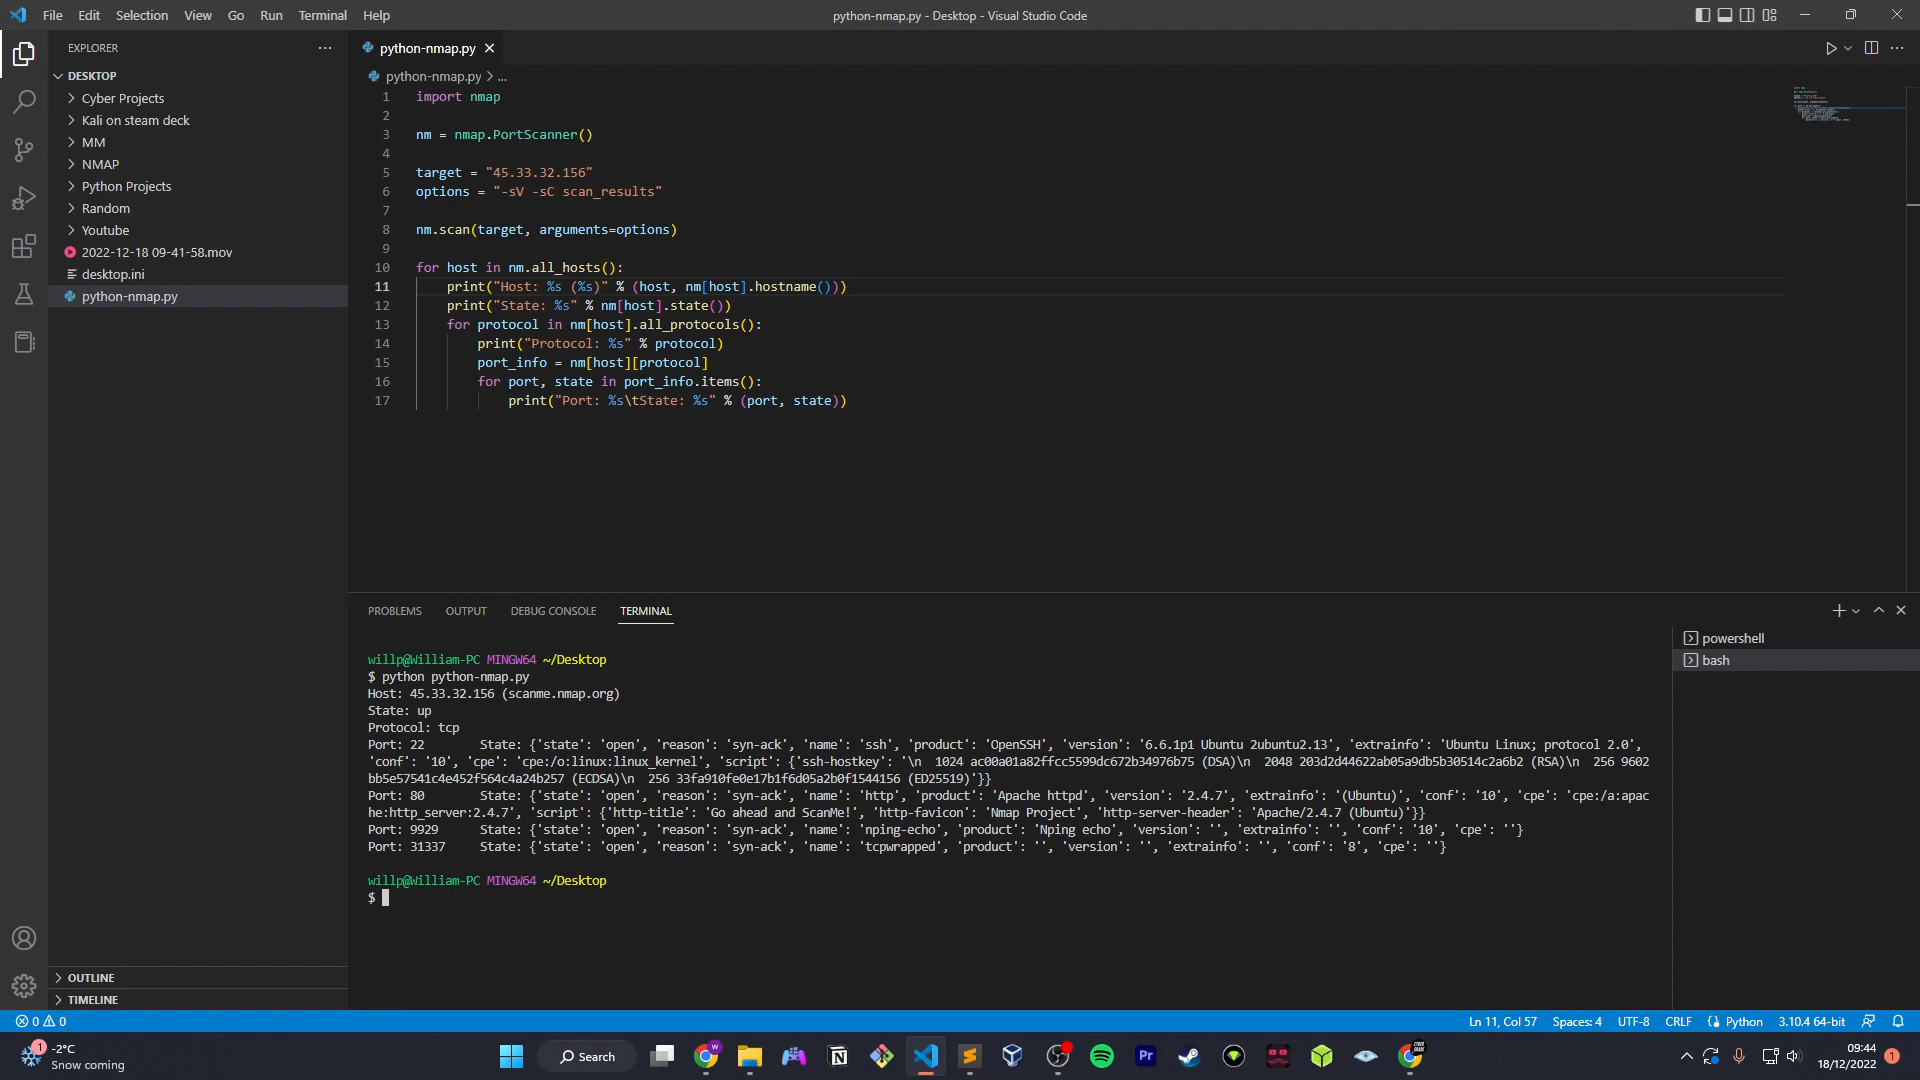 File Edit Selection View Go Run Terminal Help
python-nmap.py - Desktop - Visual Studio Code
EXPLORER
DESKTOP
Cyber Projects
Kali on steam deck
MM
NMAP
Python Projects
Random
Youtube
2022-12-18 09-41-58.mov
desktop.ini
python-nmap.py
OUTLINE
TIMELINE
python-nmap.py
python-nmap.py > ...
1 import nmap
2
3 nm = nmap.PortScanner()
4
5 target = "45.33.32.156"
6 options = "-sV -sC scan_results"
7
8 nm.scan(target, arguments=options)
9
10 for host in nm.all_hosts():
11 print("Host: %s (%s)" % (host, nm[host].hostname()))
12 print("State: %s" % nm[host].state())
13 for protocol in nm[host].all_protocols():
14 print("Protocol: %s" % protocol)
15 port_info = nm[host][protocol]
16 for port, state in port_info.items():
17 print("Port: %s\tState: %s" % (port, state))
PROBLEMS OUTPUT DEBUG CONSOLE TERMINAL
willp@William-PC MINGW64 ~/Desktop
$ python python-nmap.py
Host: 45.33.32.156 (scanme.nmap.org)
State: up
Protocol: tcp
Port: 22 State: {'state': 'open', 'reason': 'syn-ack', 'name': 'ssh', 'product': 'OpenSSH', 'version': '6.6.1p1 Ubuntu 2ubuntu2.13', 'extrainfo': 'Ubuntu Linux; protocol 2.0',
'conf': '10', 'cpe': 'cpe:/o:linux:linux_kernel', 'script': {'ssh-hostkey': '\n 1024 ac00a01a82ffcc5599dc672b34976b75 (DSA)\n 2048 203d2d44622ab05a9db5b30514c2a6b2 (RSA)\n 256 9602
bb5e57541c4e452f564c4a24b257 (ECDSA)\n 256 33fa910fe0e17b1f6d05a2b0f1544156 (ED25519)'}}
Port: 80 State: {'state': 'open', 'reason': 'syn-ack', 'name': 'http', 'product': 'Apache httpd', 'version': '2.4.7', 'extrainfo': '(Ubuntu)', 'conf': '10', 'cpe': 'cpe:/a:apac
he:http_server:2.4.7', 'script': {'http-title': 'Go ahead and ScanMe!', 'http-favicon': 'Nmap Project', 'http-server-header': 'Apache/2.4.7 (Ubuntu)'}}
Port: 9929 State: {'state': 'open', 'reason': 'syn-ack', 'name': 'nping-echo', 'product': 'Nping echo', 'version': '', 'extrainfo': '', 'conf': '10', 'cpe': ''}
Port: 31337 State: {'state': 'open', 'reason': 'syn-ack', 'name': 'tcpwrapped', 'product': '', 'version': '', 'extrainfo': '', 'conf': '8', 'cpe': ''}
willp@William-PC MINGW64 ~/Desktop
$
powershell
bash
0 0
Ln 11, Col 57 Spaces: 4 UTF-8 CRLF Python 3.10.4 64-bit
1
-2°C
Snow coming
Search
W
Pr
09:44
18/12/2022
1